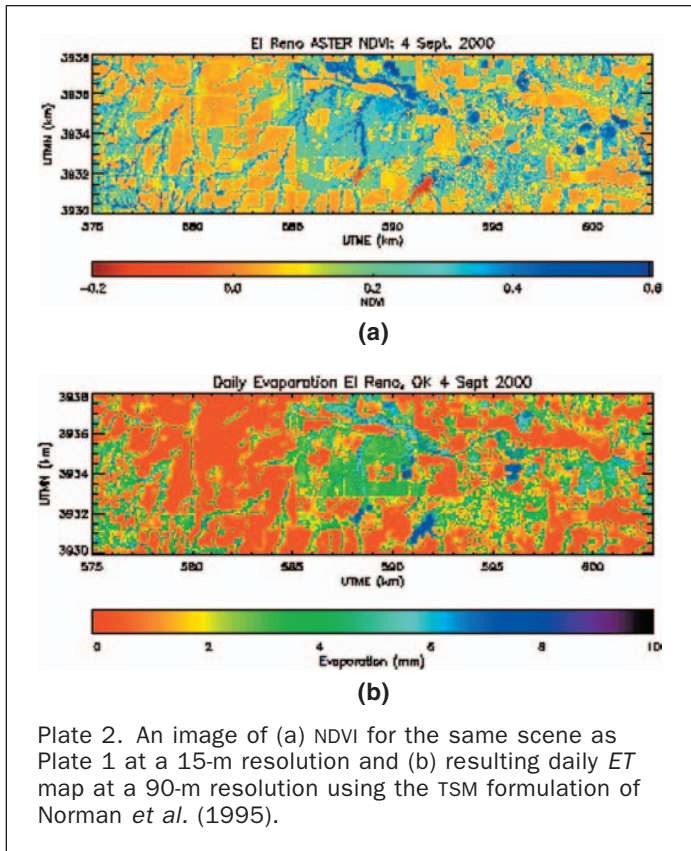 El Reno ASTER NDVI: 4 Sept. 2000
3938
3936
3934
3932
3930
UTMN (km)
575 580 585 590 595 600
UTME (km)
−0.2 0.0 0.2 0.4 0.6
NDVI
(a)
Daily Evaporation El Reno, OK 4 Sept 2000
3938
3936
3934
3932
3930
UTMN (km)
575 580 585 590 595 600
UTME (km)
0 2 4 6 8 10
Evaporation (mm)
(b)
Plate 2. An image of (a) NDVI for the same scene as
Plate 1 at a 15-m resolution and (b) resulting daily ET
map at a 90-m resolution using the TSM formulation of
Norman et al. (1995).